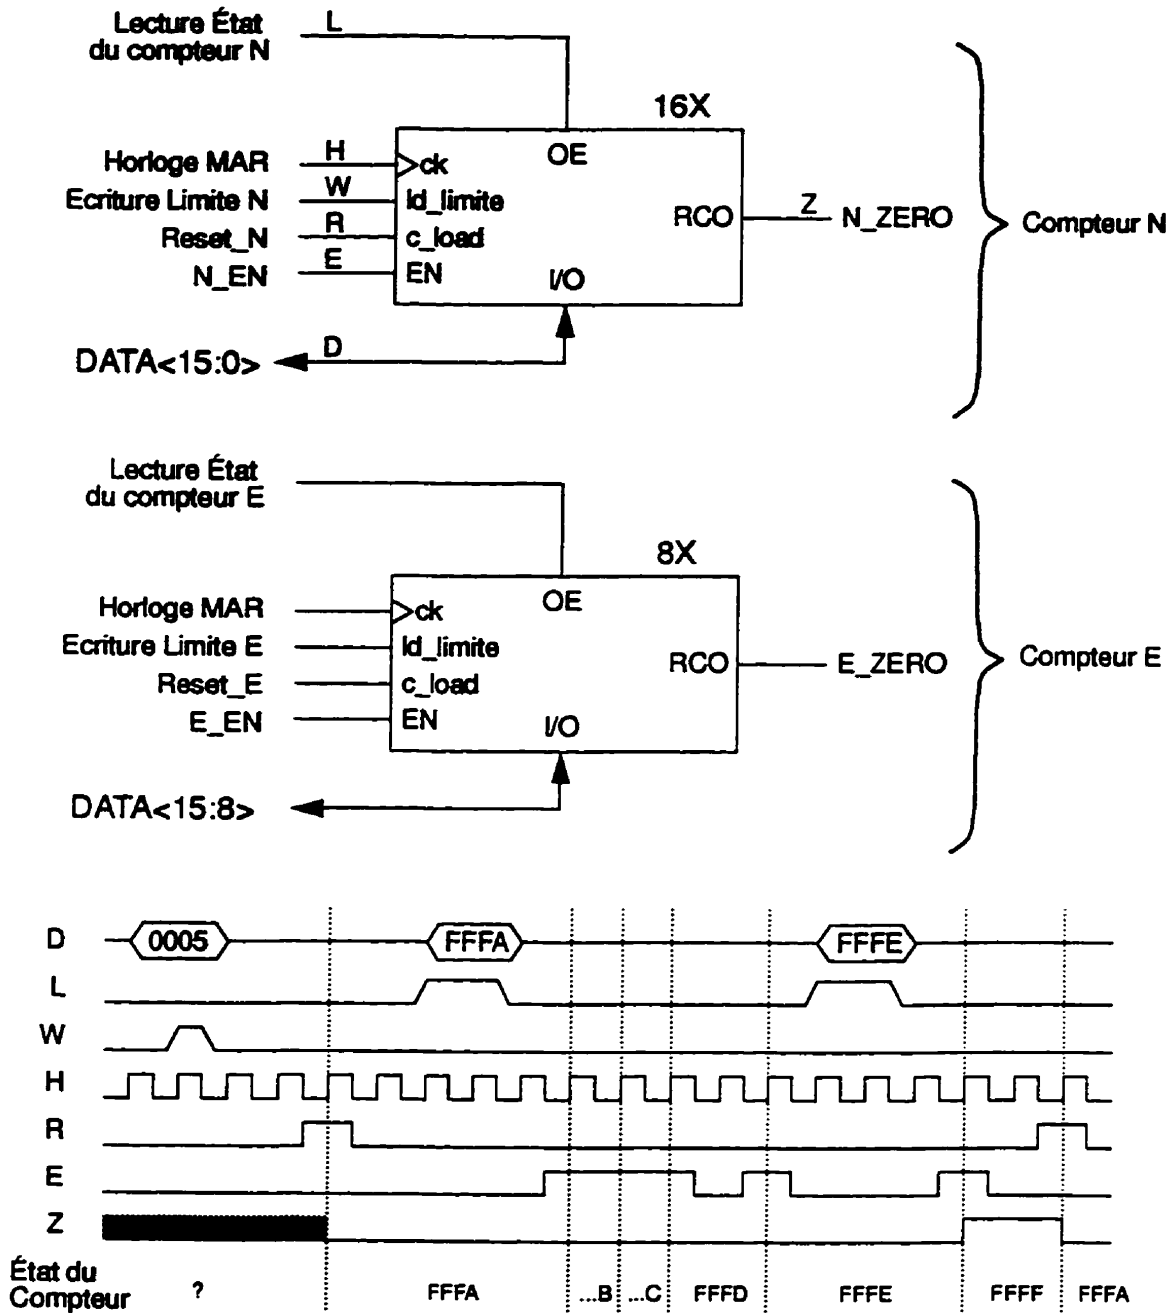 Lecture État
du compteur N
L
16X
OE
Horloge MAR
H
ck
Ecriture Limite N
W
ld_limite
Reset_N
R
c_load
N_EN
E
EN
RCO
Z
N_ZERO
Compteur N
I/O
DATA<15:0>
D
Lecture État
du compteur E
8X
OE
Horloge MAR
ck
Ecriture Limite E
ld_limite
Reset_E
c_load
E_EN
EN
RCO
E_ZERO
Compteur E
I/O
DATA<15:8>
D
0005
FFFA
FFFE
L
W
H
R
E
Z
État du
Compteur
?
FFFA
...B
...C
FFFD
FFFE
FFFF
FFFA